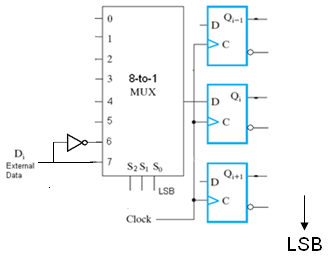 0
1
2
3
4
5
6
7
8-to-1
MUX
S2 S1 S0
LSB
Di
External
Data
Clock
D Qi-1
C
D Qi
C
D Qi+1
C
LSB